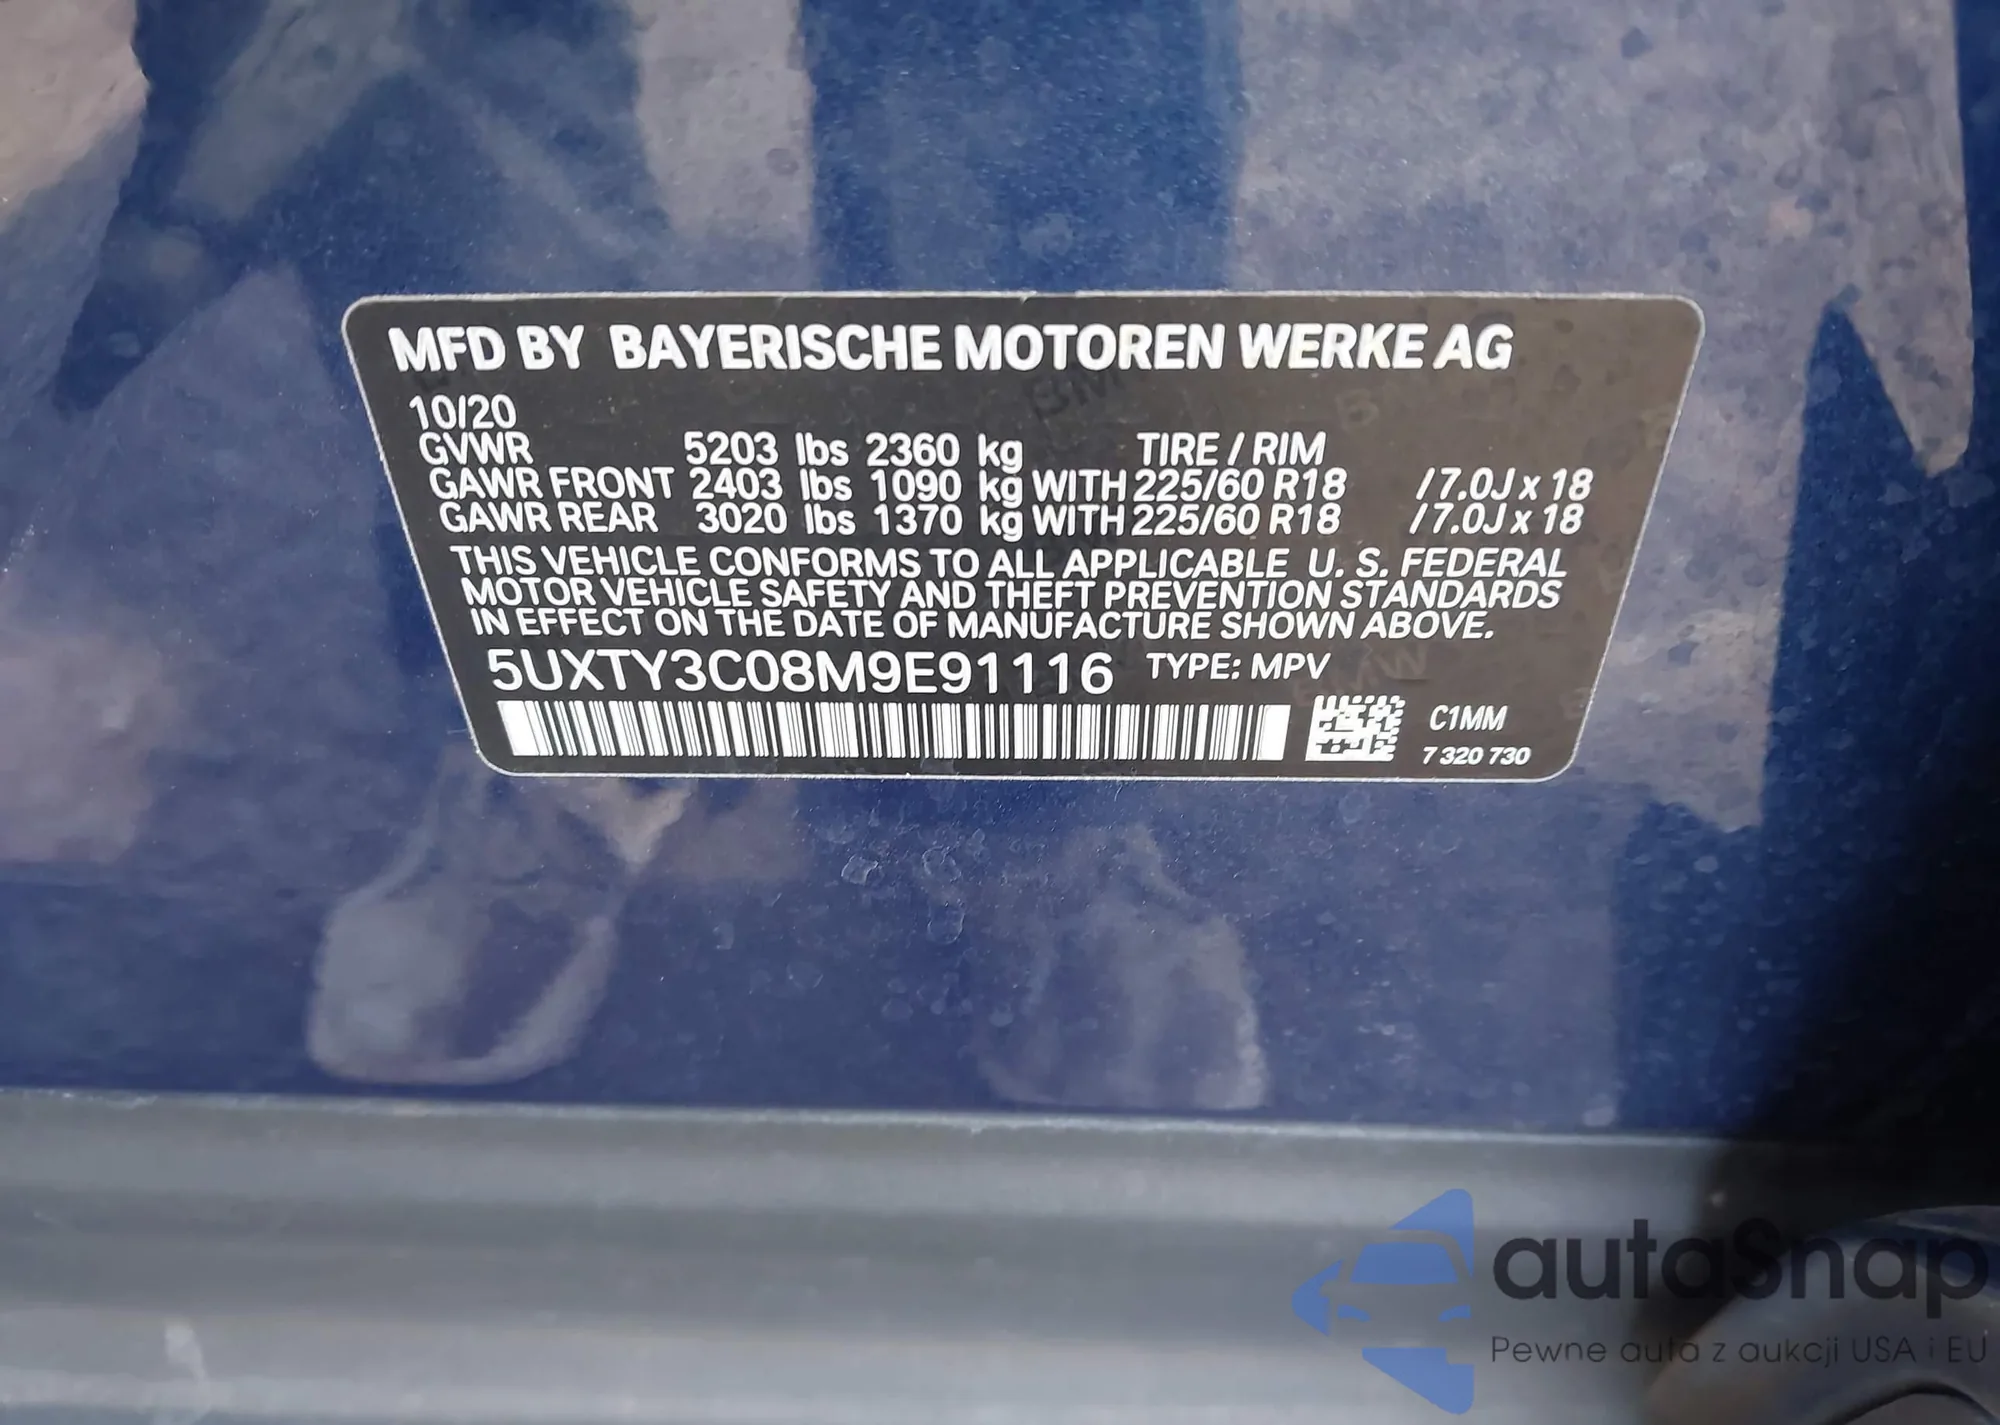 MFD BY BAYERISCHE MOTOREN WERKE AG
10/20
GVWR 5203 lbs 2360 kg TIRE / RIM
GAWR FRONT 2403 lbs 1090 kg WITH 225/60 R18 / 7.0J x 18
GAWR REAR 3020 lbs 1370 kg WITH 225/60 R18 / 7.0J x 18
THIS VEHICLE CONFORMS TO ALL APPLICABLE U. S. FEDERAL
MOTOR VEHICLE SAFETY AND THEFT PREVENTION STANDARDS
IN EFFECT ON THE DATE OF MANUFACTURE SHOWN ABOVE.
5UXTY3C08M9E91116 TYPE: MPV
C1MM
7 320 730
autaSnap
Pewne auta z aukcji USA i EU